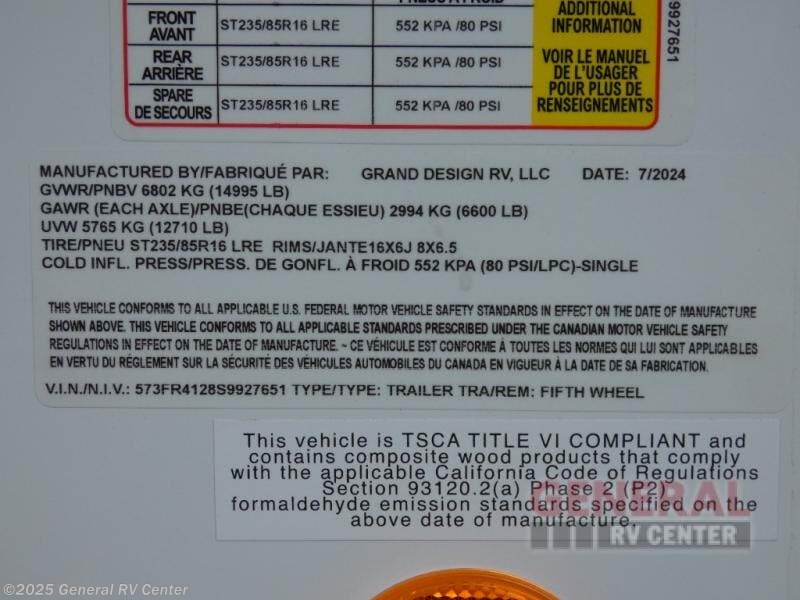 ADDITIONAL
INFORMATION
FRONT
AVANT
ST235/85R16 LRE
552 KPA /80 PSI
REAR
ARRIÈRE
ST235/85R16 LRE
552 KPA /80 PSI
SPARE
DE SECOURS
ST235/85R16 LRE
552 KPA /80 PSI
VOIR LE MANUEL
DE L'USAGER
POUR PLUS DE
RENSEIGNEMENTS
9927651
MANUFACTURED BY/FABRIQUÉ PAR: GRAND DESIGN RV, LLC DATE: 7/2024
GVWR/PNBV 6802 KG (14995 LB)
GAWR (EACH AXLE)/PNBE(CHAQUE ESSIEU) 2994 KG (6600 LB)
UVW 5765 KG (12710 LB)
TIRE/PNEU ST235/85R16 LRE RIMS/JANTE16X6J 8X6.5
COLD INFL. PRESS/PRESS. DE GONFL. À FROID 552 KPA (80 PSI/LPC)-SINGLE
THIS VEHICLE CONFORMS TO ALL APPLICABLE U.S. FEDERAL MOTOR VEHICLE SAFETY STANDARDS IN EFFECT ON THE DATE OF MANUFACTURE
SHOWN ABOVE. THIS VEHICLE CONFORMS TO ALL APPLICABLE STANDARDS PRESCRIBED UNDER THE CANADIAN MOTOR VEHICLE SAFETY
REGULATIONS IN EFFECT ON THE DATE OF MANUFACTURE. ~ CE VÉHICULE EST CONFORME À TOUTES LES NORMES QUI LUI SONT APPLICABLES
EN VERTU DU RÉGLEMENT SUR LA SÉCURITÉ DES VÉHICULES AUTOMOBILES DU CANADA EN VIGUEUR À LA DATE DE SA FABRICATION.
V.I.N./N.I.V.: 573FR4128S9927651 TYPE/TYPE: TRAILER TRA/REM: FIFTH WHEEL
This vehicle is TSCA TITLE VI COMPLIANT and
contains composite wood products that comply
with the applicable California Code of Regulations
Section 93120.2(a) Phase 2 (P2)
formaldehyde emission standards specified on the
above date of manufacture.
GENERAL
RV CENTER
©2025 General RV Center